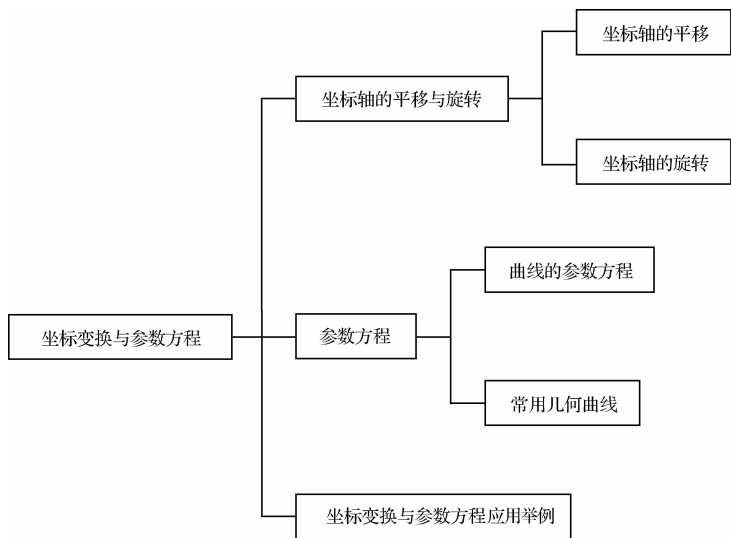 坐标轴的平移
坐标轴的平移与旋转
坐标轴的旋转
曲线的参数方程
坐标变换与参数方程
参数方程
常用几何曲线
坐标变换与参数方程应用举例